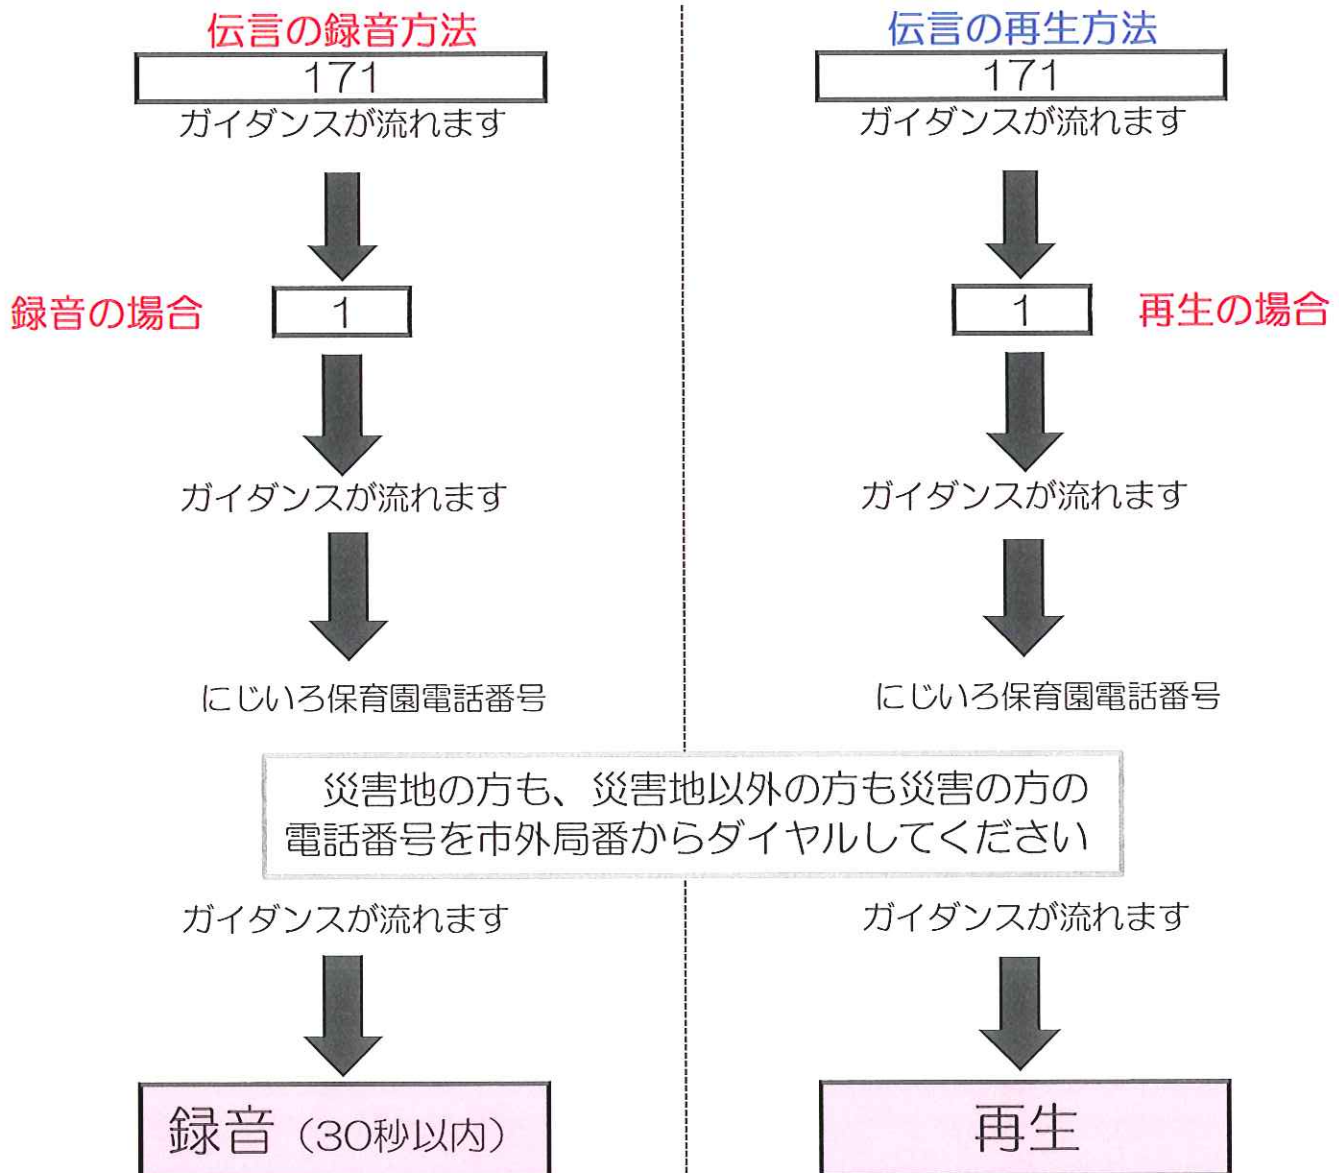 伝言の録音方法
171
ガイダンスが流れます
録音の場合
1
ガイダンスが流れます
にじいろ保育園電話番号
伝言の再生方法
171
ガイダンスが流れます
1
再生の場合
ガイダンスが流れます
にじいろ保育園電話番号
災害地の方も、災害地以外の方も災害の方の
電話番号を市外局番からダイヤルしてください
ガイダンスが流れます
録音（30秒以内）
ガイダンスが流れます
再生